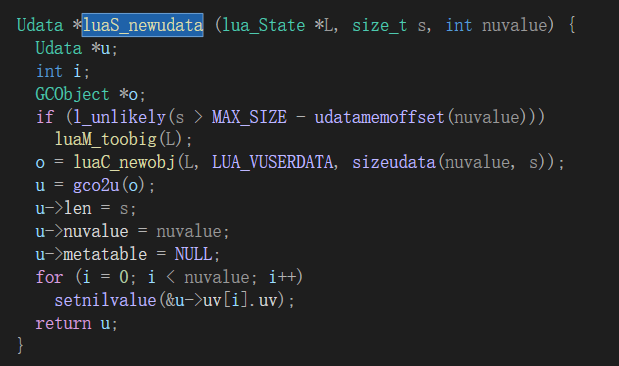 Udata *luaS_newudata (lua_State *L, size_t s, int nuvalue) {
  Udata *u;
  int i;
  GCObject *o;
  if (l_unlikely(s > MAX_SIZE - udatamemoffset(nuvalue)))
    luaM_toobig(L);
  o = luaC_newobj(L, LUA_VUSERDATA, sizeudata(nuvalue, s));
  u = gco2u(o);
  u->len = s;
  u->nuvalue = nuvalue;
  u->metatable = NULL;
  for (i = 0; i < nuvalue; i++)
    setnilvalue(&u->uv[i].uv);
  return u;
}